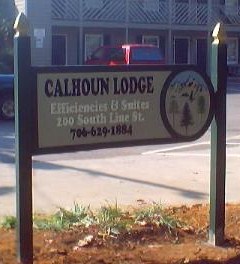 CALHOUN LODGE
Efficiencies & Suites
200 South Line St.
706-629-1884